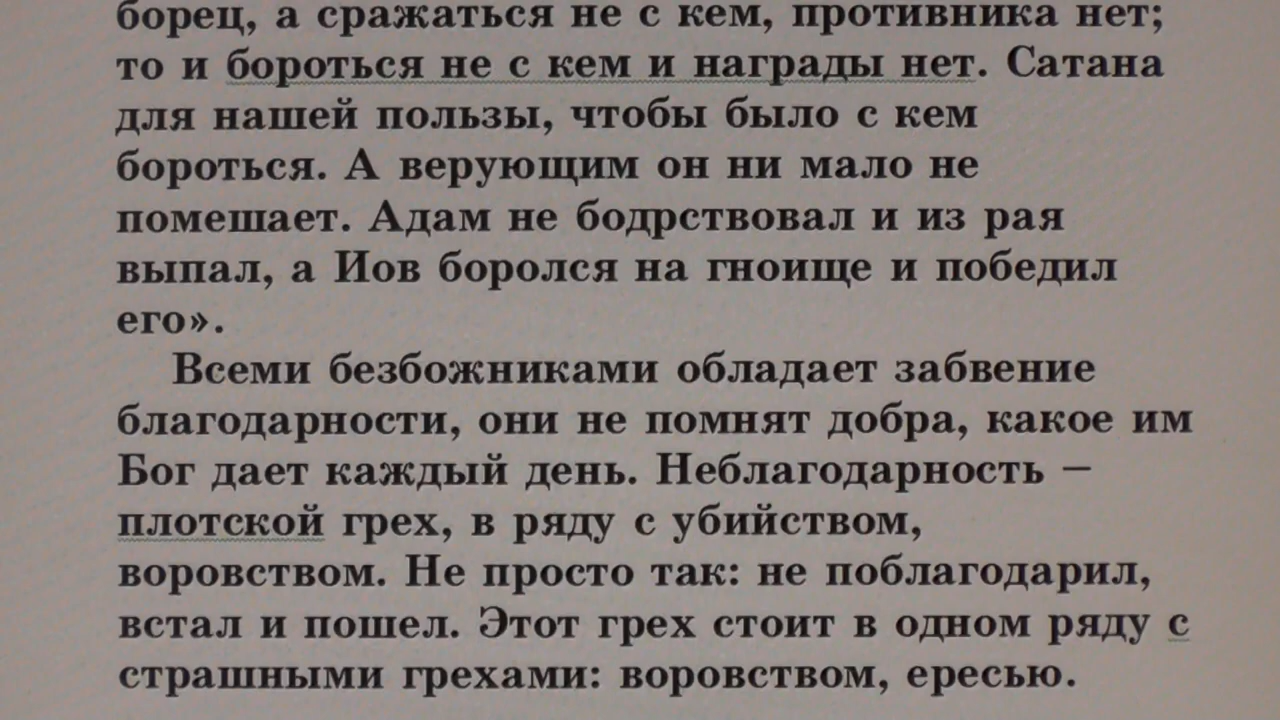 борец, а сражаться не с кем, противника нет;
то и бороться не с кем и награды нет. Сатана
для нашей пользы, чтобы было с кем
бороться. А верующим он ни мало не
помешает. Адам не бодрствовал и из рая
выпал, а Иов боролся на гноище и победил
его».
Всеми безбожниками обладает забвение
благодарности, они не помнят добра, какое им
Бог дает каждый день. Неблагодарность –
плотской грех, в ряду с убийством,
воровством. Не просто так: не поблагодарил,
встал и пошел. Этот грех стоит в одном ряду с
страшными грехами: воровством, ересью.